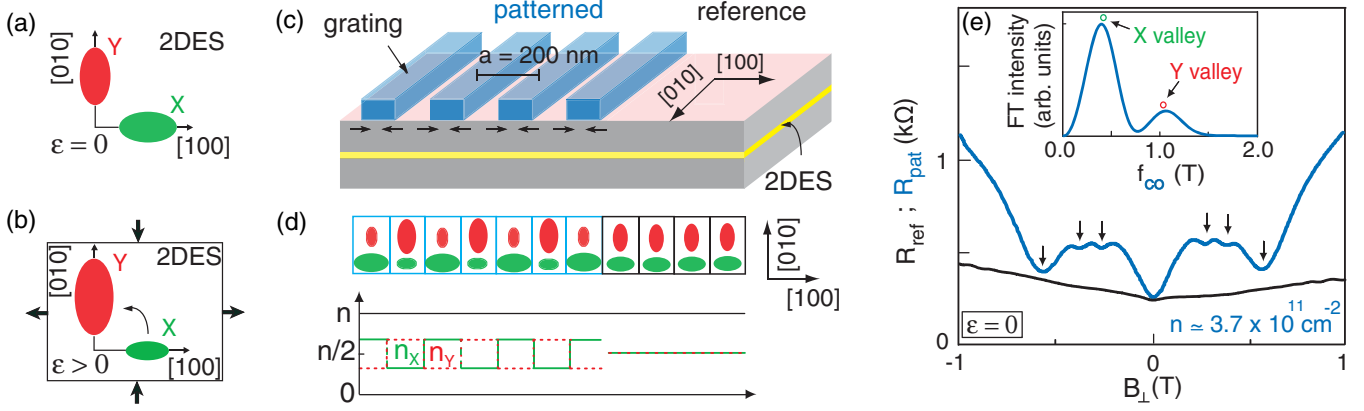 (a)
[010]
Y
2DES
X
ε = 0
[100]
(b)
[010]
Y
2DES
X
ε > 0
[100]
(c)
patterned
reference
grating
a = 200 nm
[100]
[010]
2DES
(d)
[010]
[100]
n
n/2
n_X
n_Y
0
(e)
FT intensity
(arb. units)
X valley
Y valley
0.0
1.0
2.0
f_∞ (T)
R_ref ; R_pat (kΩ)
1
0
ε = 0
n ≃ 3.7 x 10^11 cm^-2
-1
0
1
B_⊥(T)